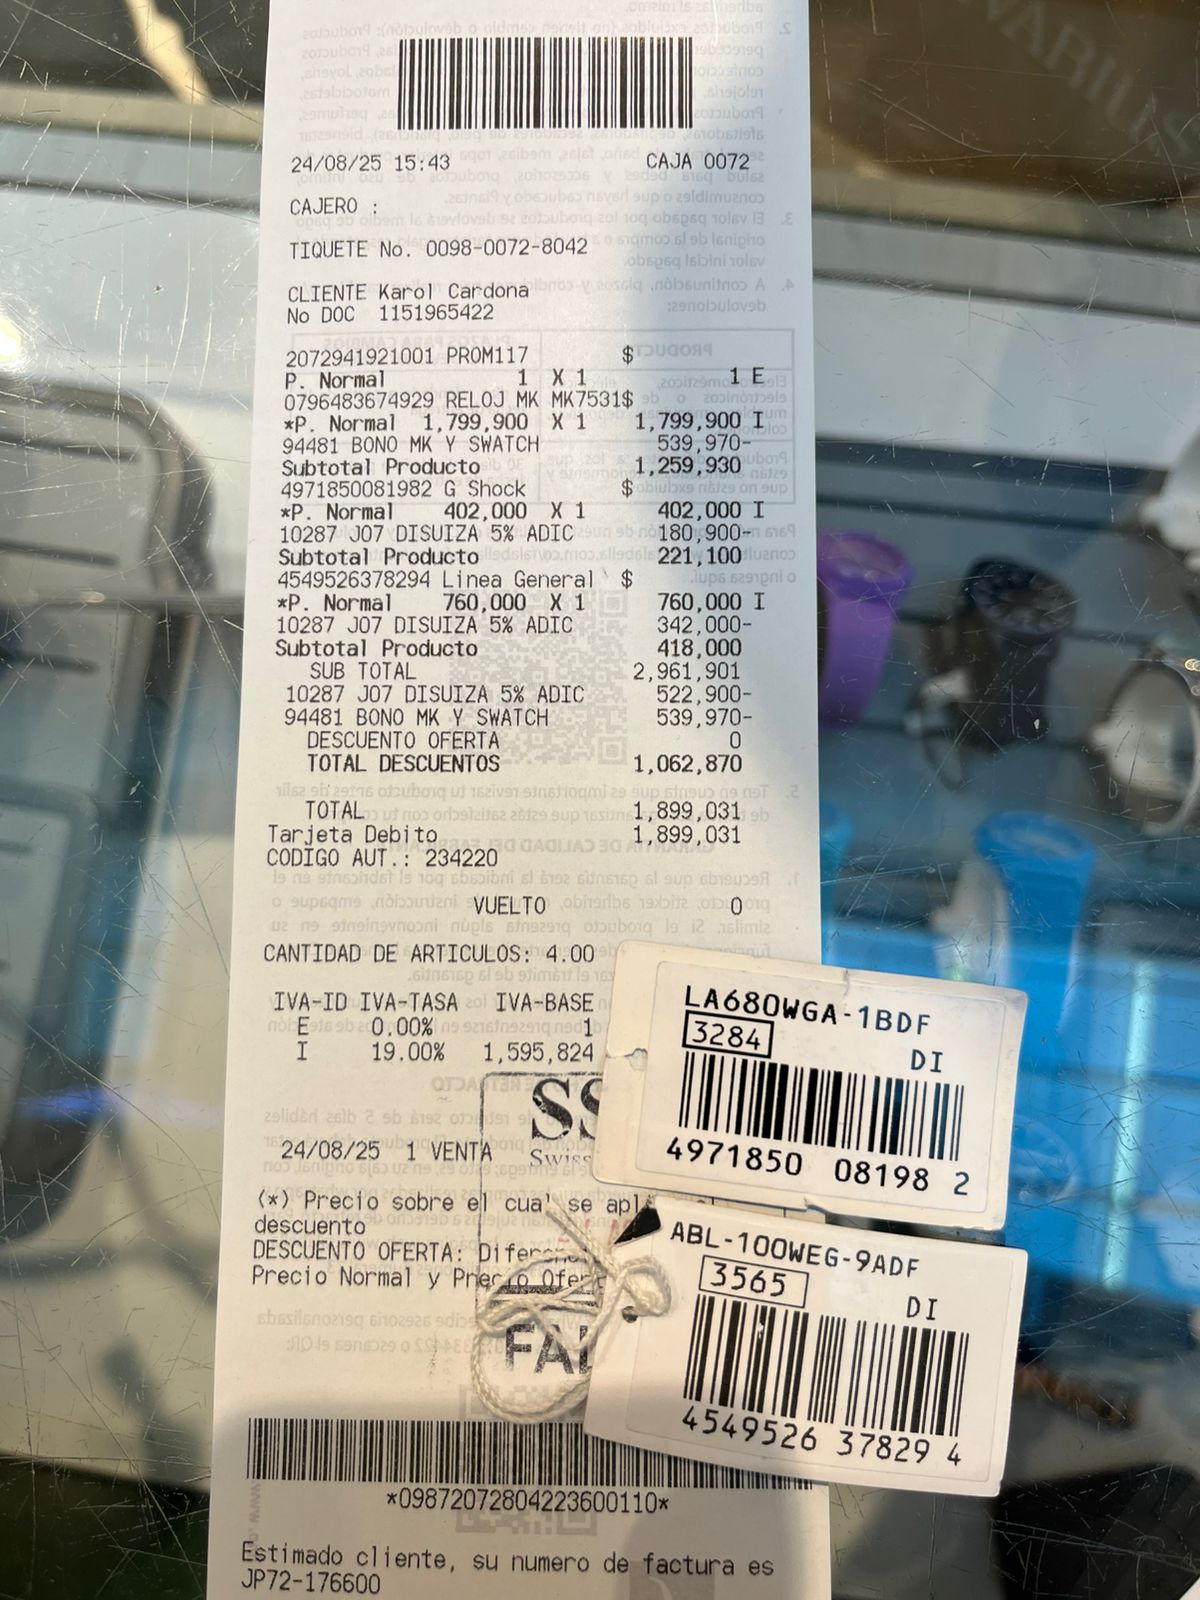 24/08/25 15:43 CAJA 0072
CAJERO :
TIQUETE No. 0098-0072-8042
CLIENTE Karol Cardona
No DOC 1151965422
2072941921001 PROM117 $
P. Normal 1 X 1 1 E
0796483674929 RELOJ MK MK7531$
*P. Normal 1,799,900 X 1 1,799,900 I
94481 BONO MK Y SWATCH 539,970-
Subtotal Producto 1,259,930
4971850081982 G Shock $
*P. Normal 402,000 X 1 402,000 I
10287 J07 DISUIZA 5% ADIC 180,900-
Subtotal Producto 221,100
4549526378294 Linea General $
*P. Normal 760,000 X 1 760,000 I
10287 J07 DISUIZA 5% ADIC 342,000-
Subtotal Producto 418,000
SUB TOTAL 2,961,901
10287 J07 DISUIZA 5% ADIC 522,900-
94481 BONO MK Y SWATCH 539,970-
DESCUENTO OFERTA 0
TOTAL DESCUENTOS 1,062,870
TOTAL 1,899,031
Tarjeta Debito 1,899,031
CODIGO AUT.: 234220
VUELTO 0
CANTIDAD DE ARTICULOS: 4.00
IVA-ID IVA-TASA IVA-BASE
E 0.00% 1
I 19.00% 1,595,824
24/08/25 1 VENTA
(*) Precio sobre el cual se apl
descuento
DESCUENTO OFERTA:
Precio Normal y Precio
*09872072804223600110*
Estimado cliente, su numero de factura es
JP72-176600
LA680WGA-1BDF
3284
DI
4971850 08198 2
ABL-100WEG-9ADF
3565
DI
4549526 37829 4